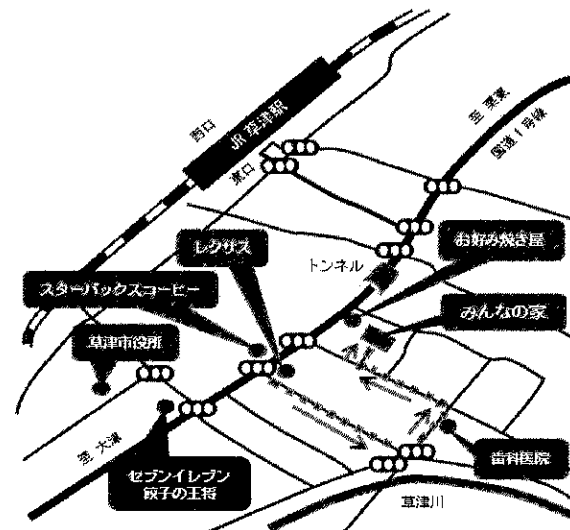 JR 草津駅
西口
東口
至 栗東
国道1号線
レクサス
トンネル
お好み焼き屋
スターバックスコーヒー
みんなの家
草津市役所
至 大津
セブンイレブン
餃子の王将
歯科医院
草津川